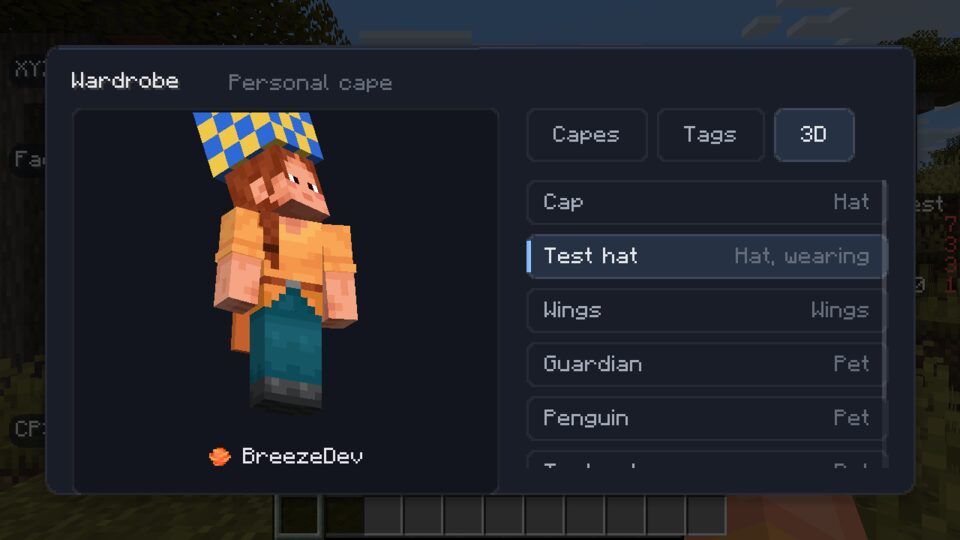 Wardrobe
Personal cape
Capes
Tags
3D
Cap
Hat
Test hat
Hat, wearing
Wings
Wings
Guardian
Pet
Penguin
Pet
BreezeDev